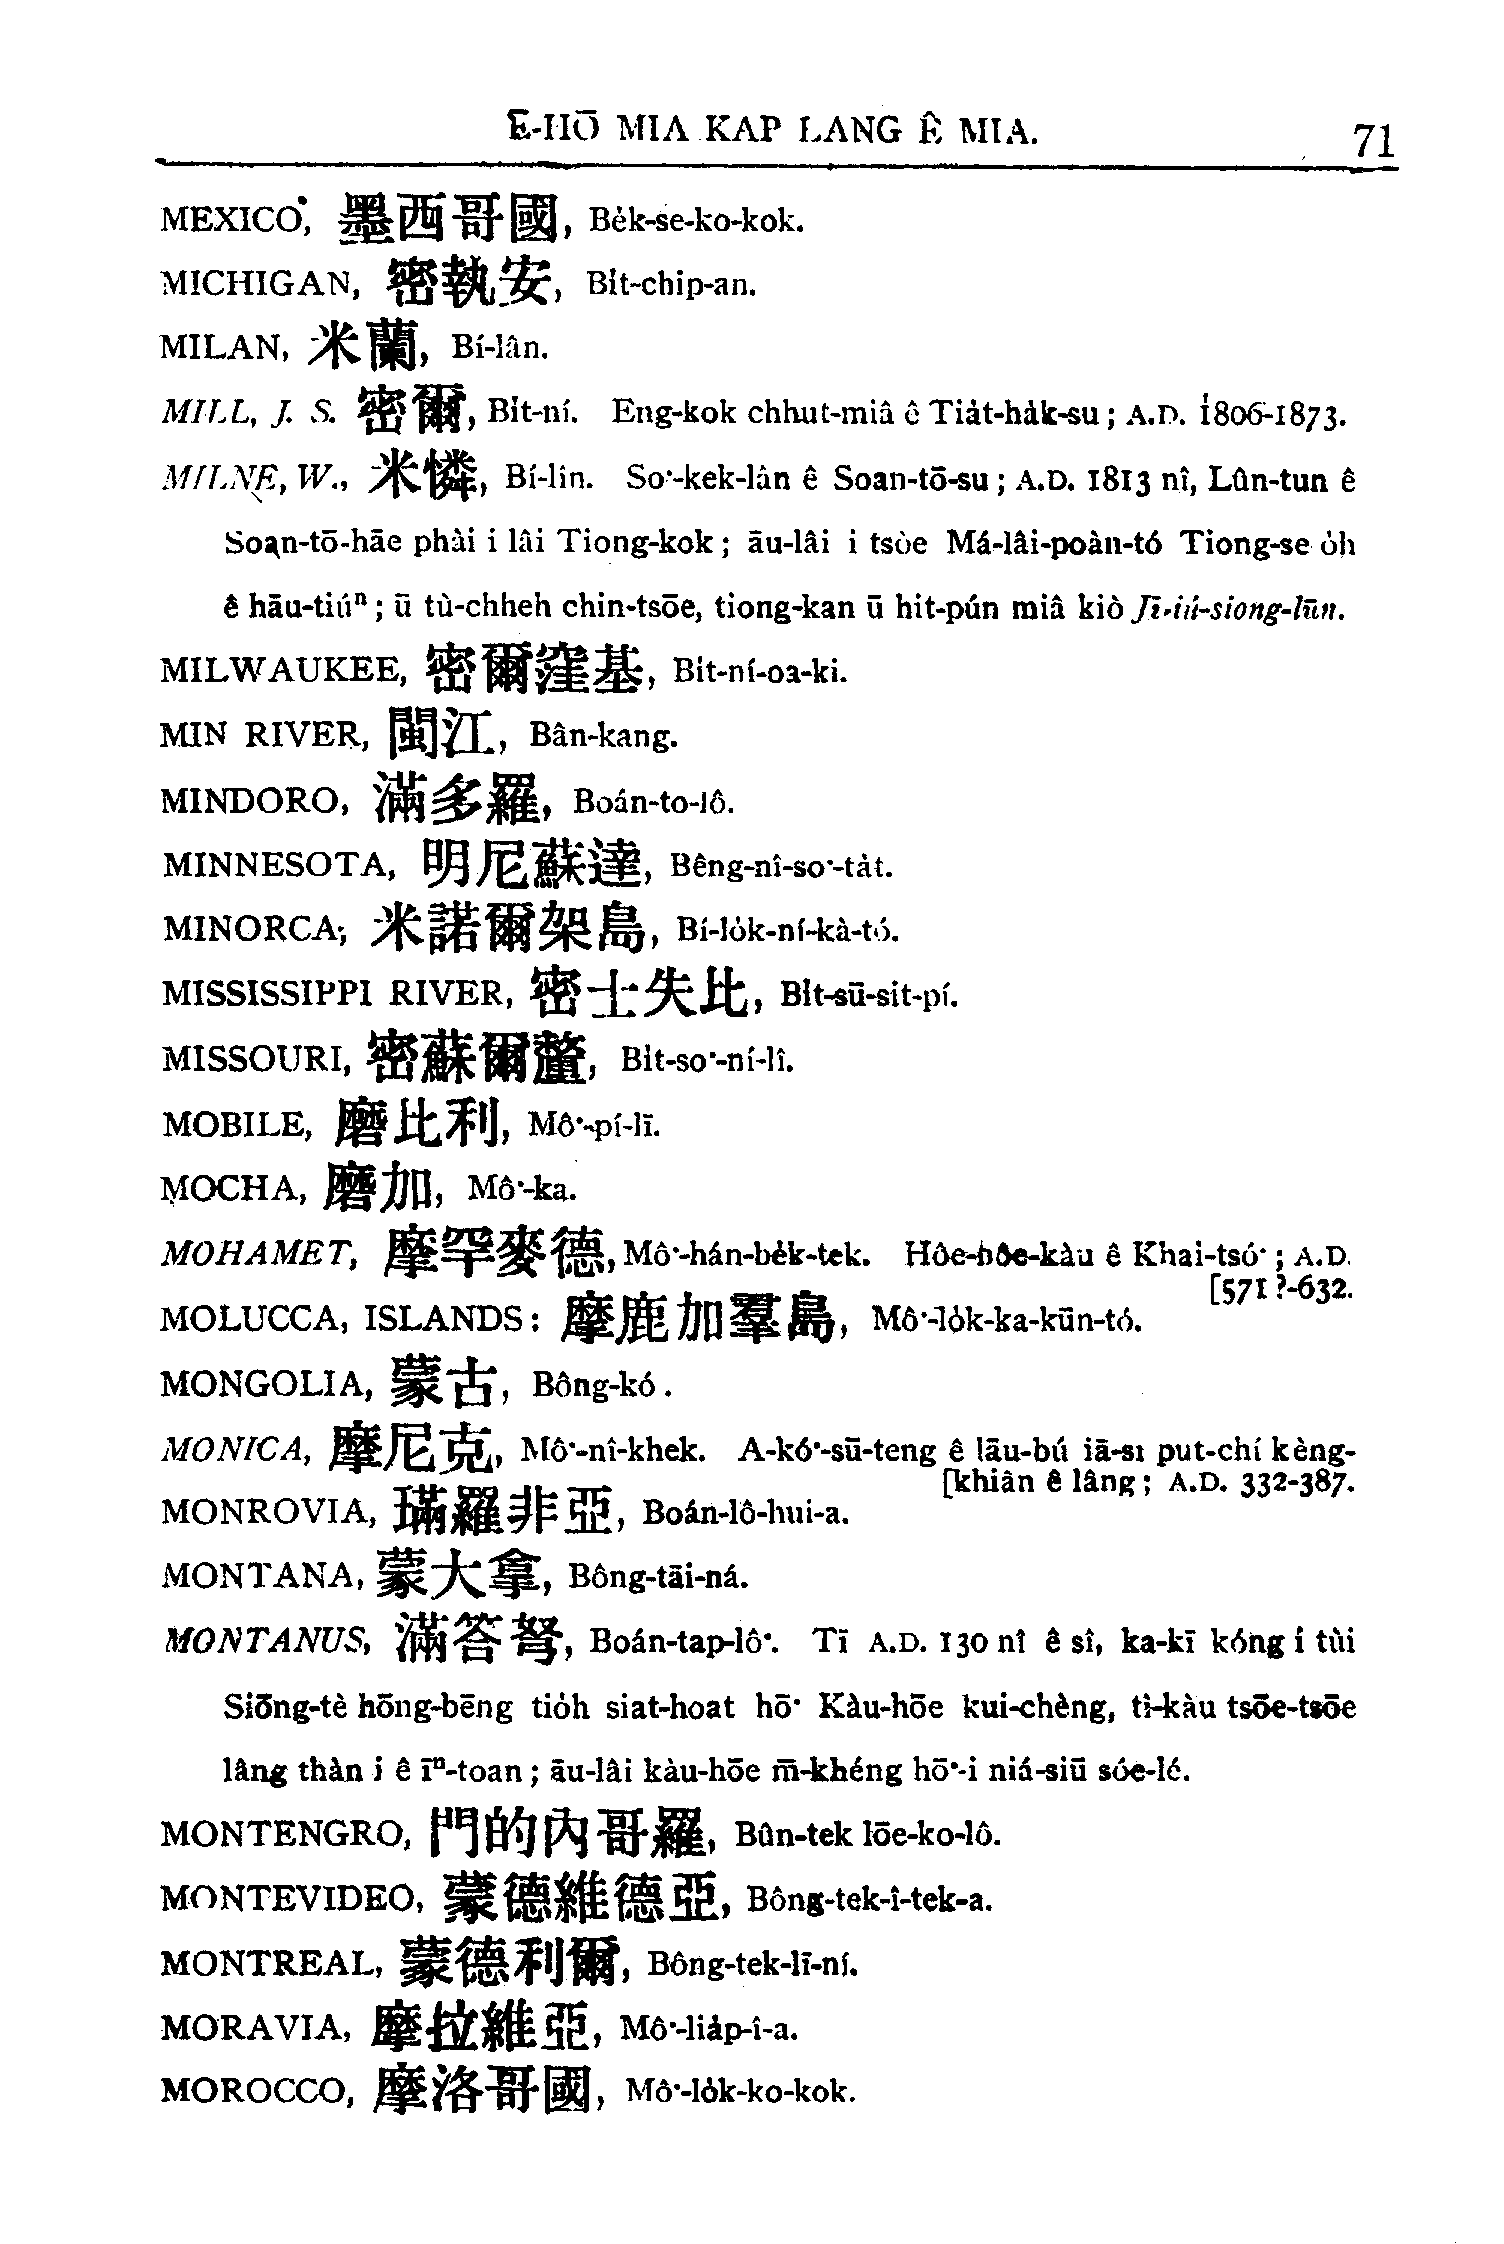 Ē-HŌ MIA KAP LANG Ê MIA. 71
MEXICO, 墨西哥國, Be̍k-se-ko-kok.
MICHIGAN, 密執安, Bi̍t-chip-an.
MILAN, 米蘭, Bí-lân.
MILL, J. S. 密爾, Bi̍t-ní. Eng-kok chhut-miâ ê Tia̍t-ha̍k-su; A.D. 1806-1873.
MILNE, W., 米憐, Bí-lîn. So͘-kek-lân ê Soan-tō-su; A.D. 1813 nî, Lûn-tun ê
Soan-tō-hāe phài i lâi Tiong-kok; āu-lâi i tsòe Má-lâi-poàn-tó Tiong-se o̍h
ê hāu-tiúⁿ; ū tù-chheh chin-tsōe, tiong-kan ū hit-pún miâ kiò Jī-iú-siong-lūn.
MILWAUKEE, 密爾窪基, Bi̍t-ní-oa-ki.
MIN RIVER, 閩江, Bân-kang.
MINDORO, 滿多羅, Boán-to-lô.
MINNESOTA, 明尼蘇達, Bêng-nî-so͘-ta̍t.
MINORCA, 米諾爾架島, Bí-lo̍k-ní-kà-tó.
MISSISSIPPI RIVER, 密士失比, Bi̍t-sū-sit-pí.
MISSOURI, 密蘇爾釐, Bi̍t-so͘-ní-lî.
MOBILE, 磨比利, Mô͘-pí-lī.
MOCHA, 磨加, Mô͘-ka.
MOHAMET, 摩罕麥德, Mô͘-hán-be̍k-tek. Hôe-hôe-kàu ê Khai-tsó͘; A.D.
[571?-632.
MOLUCCA, ISLANDS: 摩鹿加羣島, Mô͘-lo̍k-ka-kūn-tó.
MONGOLIA, 蒙古, Bông-kó.
MONICA, 摩尼克, Mô͘-nî-khek. A-kó͘-sū-teng ê lāu-bú iā-sī put-chí kèng-
[khiân ê lâng; A.D. 332-387.
MONROVIA, 璊羅非亞, Boán-lô-hui-a.
MONTANA, 蒙大拿, Bông-tāi-ná.
MONTANUS, 滿答弩, Boán-tap-lô͘. Tī A.D. 130 nî ê sî, ka-kī kóng i tùi
Siōng-tè hōng-bēng tio̍h siat-hoat hō͘ Kàu-hōe kui-chèng, tì-kàu tsōe-tsōe
lâng thàn i ê īⁿ-toan; āu-lâi kàu-hōe m̄-khéng hō͘-i niá-siū sóe-lé.
MONTENGRO, 門的內哥羅, Bûn-tek lōe-ko-lô.
MONTEVIDEO, 蒙德維德亞, Bông-tek-î-tek-a.
MONTREAL, 蒙德利爾, Bông-tek-lī-ní.
MORAVIA, 摩拉維亞, Mô͘-lia̍p-î-a.
MOROCCO, 摩洛哥國, Mô͘-lo̍k-ko-kok.